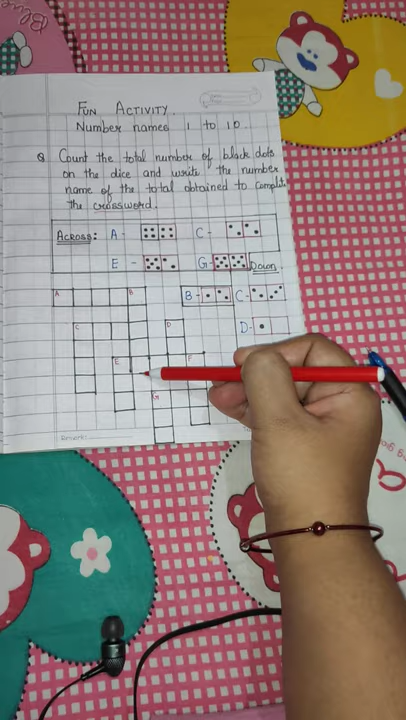 FUN ACTIVITY.
Number names 1 to 10.
Q Count the total number of black dots
on the dice and write the number
name of the total obtained to complete
the crossword.
ACROSS: A - C -
E - G - DOWN
A B B - C -
C D D -
E F
G
Remarks